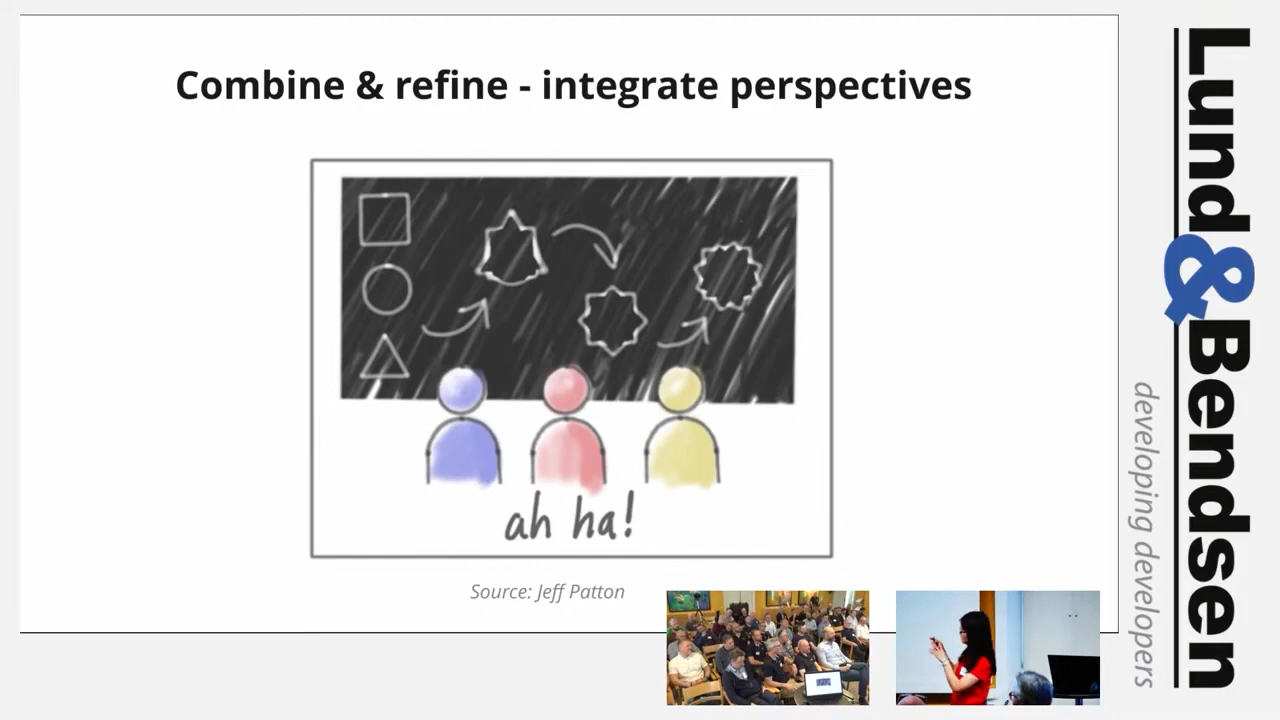 Combine & refine - integrate perspectives
ah ha!
Source: Jeff Patton
Lund & Bendsen
developing developers